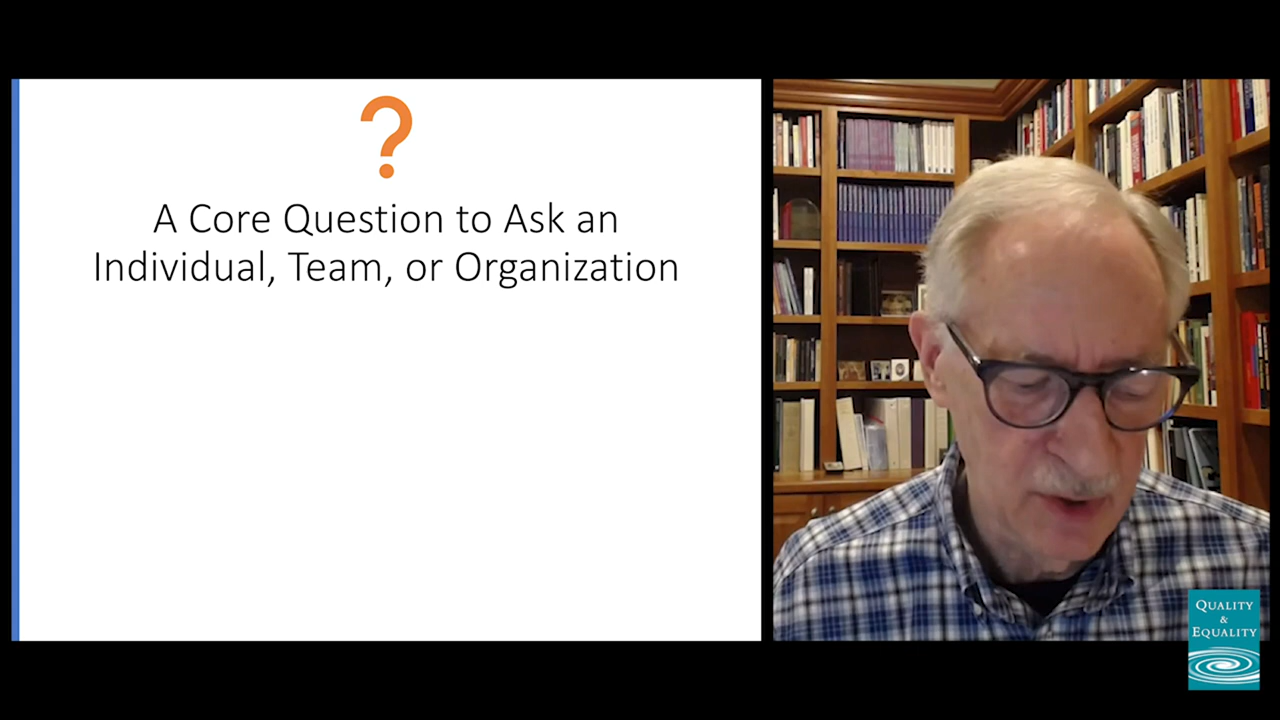 ?
A Core Question to Ask an
Individual, Team, or Organization
QUALITY
&
EQUALITY